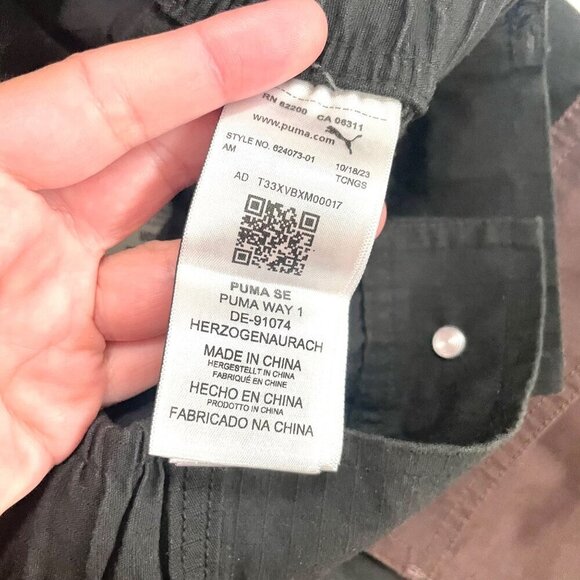 RN 62200 CA 06311
www.puma.com
STYLE NO. 624073-01 10/18/23
AM TCNGS
AD T33XVBXM00017
PUMA SE
PUMA WAY 1
DE-91074
HERZOGENAURACH
MADE IN CHINA
HERGESTELLT IN CHINA
FABRIQUÉ EN CHINE
HECHO EN CHINA
PRODOTTO IN CHINA
FABRICADO NA CHINA